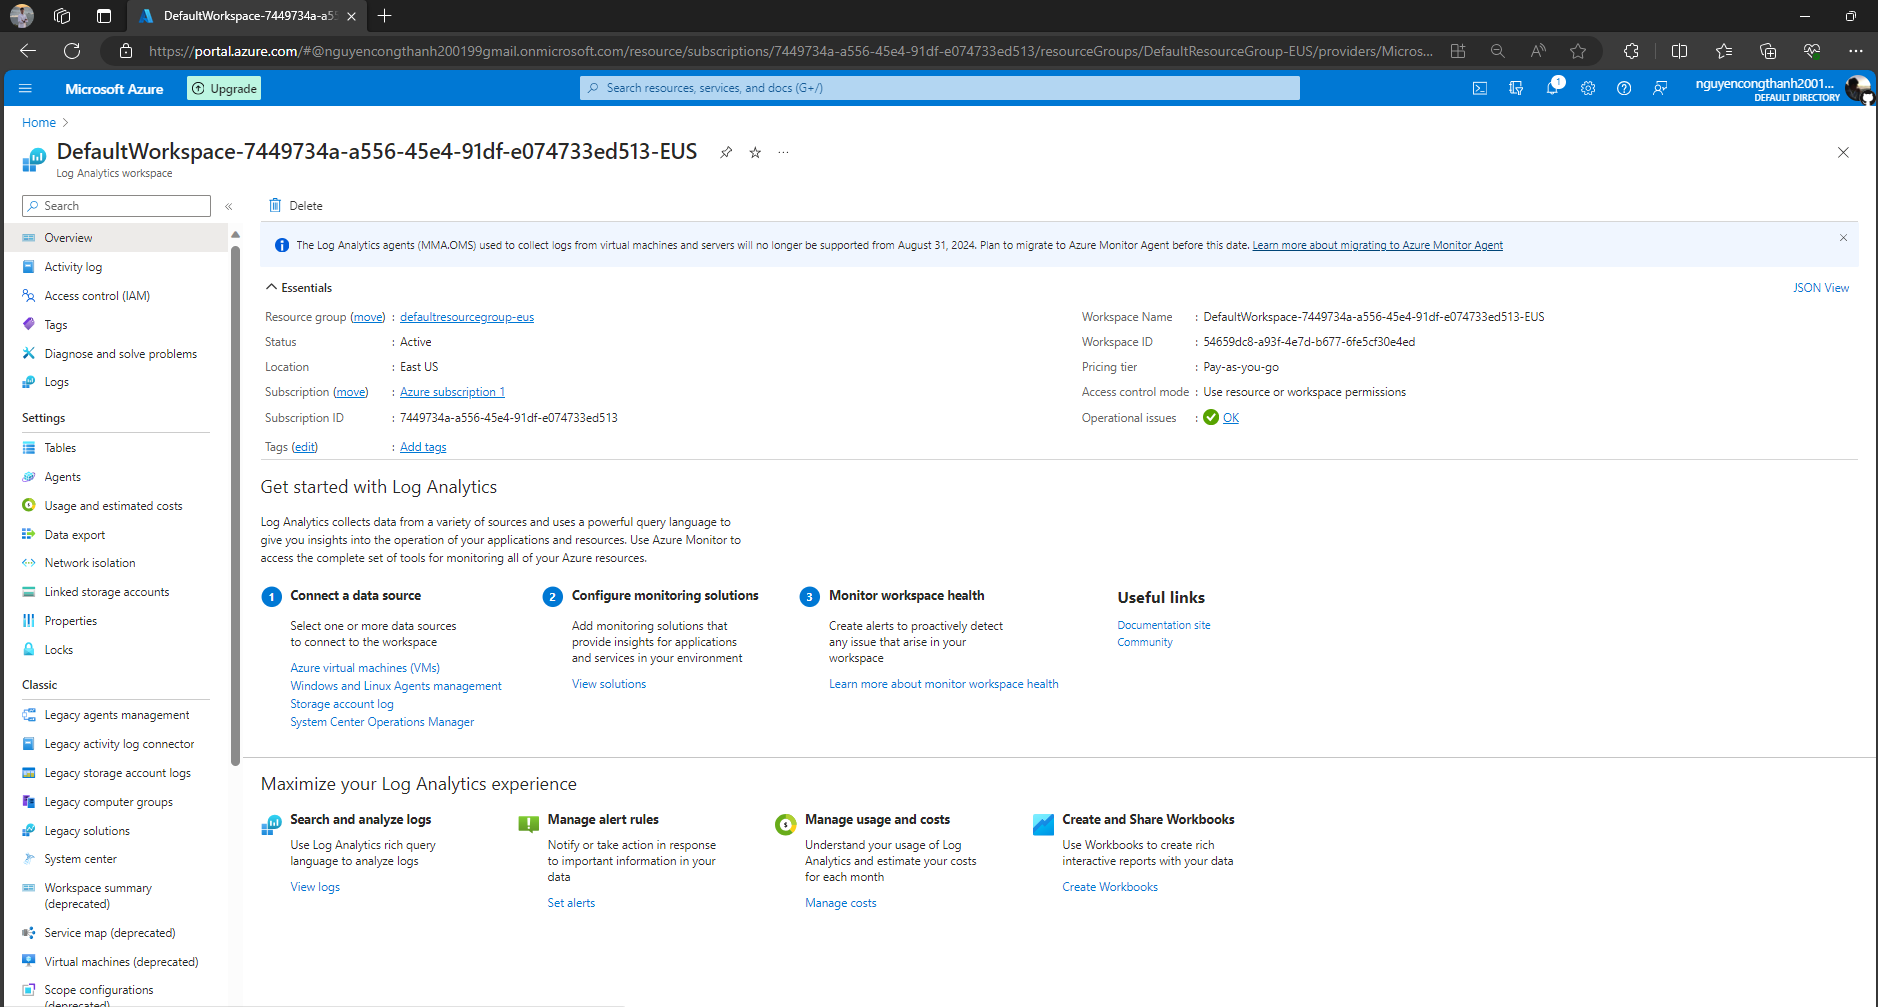 DefaultWorkspace-7449734a-a55
https://portal.azure.com/#@nguyencongthanh200199gmail.onmicrosoft.com/resource/subscriptions/7449734a-a556-45e4-91df-e074733ed513/resourceGroups/DefaultResourceGroup-EUS/providers/Micros...
Microsoft Azure
Upgrade
Search resources, services, and docs (G+/)
1
nguyencongthanh2001...
DEFAULT DIRECTORY
Home
DefaultWorkspace-7449734a-a556-45e4-91df-e074733ed513-EUS
Log Analytics workspace
Search
Overview
Activity log
Access control (IAM)
Tags
Diagnose and solve problems
Logs
Settings
Tables
Agents
Usage and estimated costs
Data export
Network isolation
Linked storage accounts
Properties
Locks
Classic
Legacy agents management
Legacy activity log connector
Legacy storage account logs
Legacy computer groups
Legacy solutions
System center
Workspace summary
(deprecated)
Service map (deprecated)
Virtual machines (deprecated)
Scope configurations
(deprecated)
Delete
The Log Analytics agents (MMA,OMS) used to collect logs from virtual machines and servers will no longer be supported from August 31, 2024. Plan to migrate to Azure Monitor Agent before this date. Learn more about migrating to Azure Monitor Agent
Essentials
JSON View
Resource group (move) : defaultresourcegroup-eus
Status : Active
Location : East US
Subscription (move) : Azure subscription 1
Subscription ID : 7449734a-a556-45e4-91df-e074733ed513
Tags (edit) : Add tags
Workspace Name : DefaultWorkspace-7449734a-a556-45e4-91df-e074733ed513-EUS
Workspace ID : 54659dc8-a93f-4e7d-b677-6fe5cf30e4ed
Pricing tier : Pay-as-you-go
Access control mode : Use resource or workspace permissions
Operational issues : OK
Get started with Log Analytics
Log Analytics collects data from a variety of sources and uses a powerful query language to
give you insights into the operation of your applications and resources. Use Azure Monitor to
access the complete set of tools for monitoring all of your Azure resources.
1 Connect a data source
Select one or more data sources
to connect to the workspace
Azure virtual machines (VMs)
Windows and Linux Agents management
Storage account log
System Center Operations Manager
2 Configure monitoring solutions
Add monitoring solutions that
provide insights for applications
and services in your environment
View solutions
3 Monitor workspace health
Create alerts to proactively detect
any issue that arise in your
workspace
Learn more about monitor workspace health
Useful links
Documentation site
Community
Maximize your Log Analytics experience
Search and analyze logs
Use Log Analytics rich query
language to analyze logs
View logs
Manage alert rules
Notify or take action in response
to important information in your
data
Set alerts
Manage usage and costs
Understand your usage of Log
Analytics and estimate your costs
for each month
Manage costs
Create and Share Workbooks
Use Workbooks to create rich
interactive reports with your data
Create Workbooks